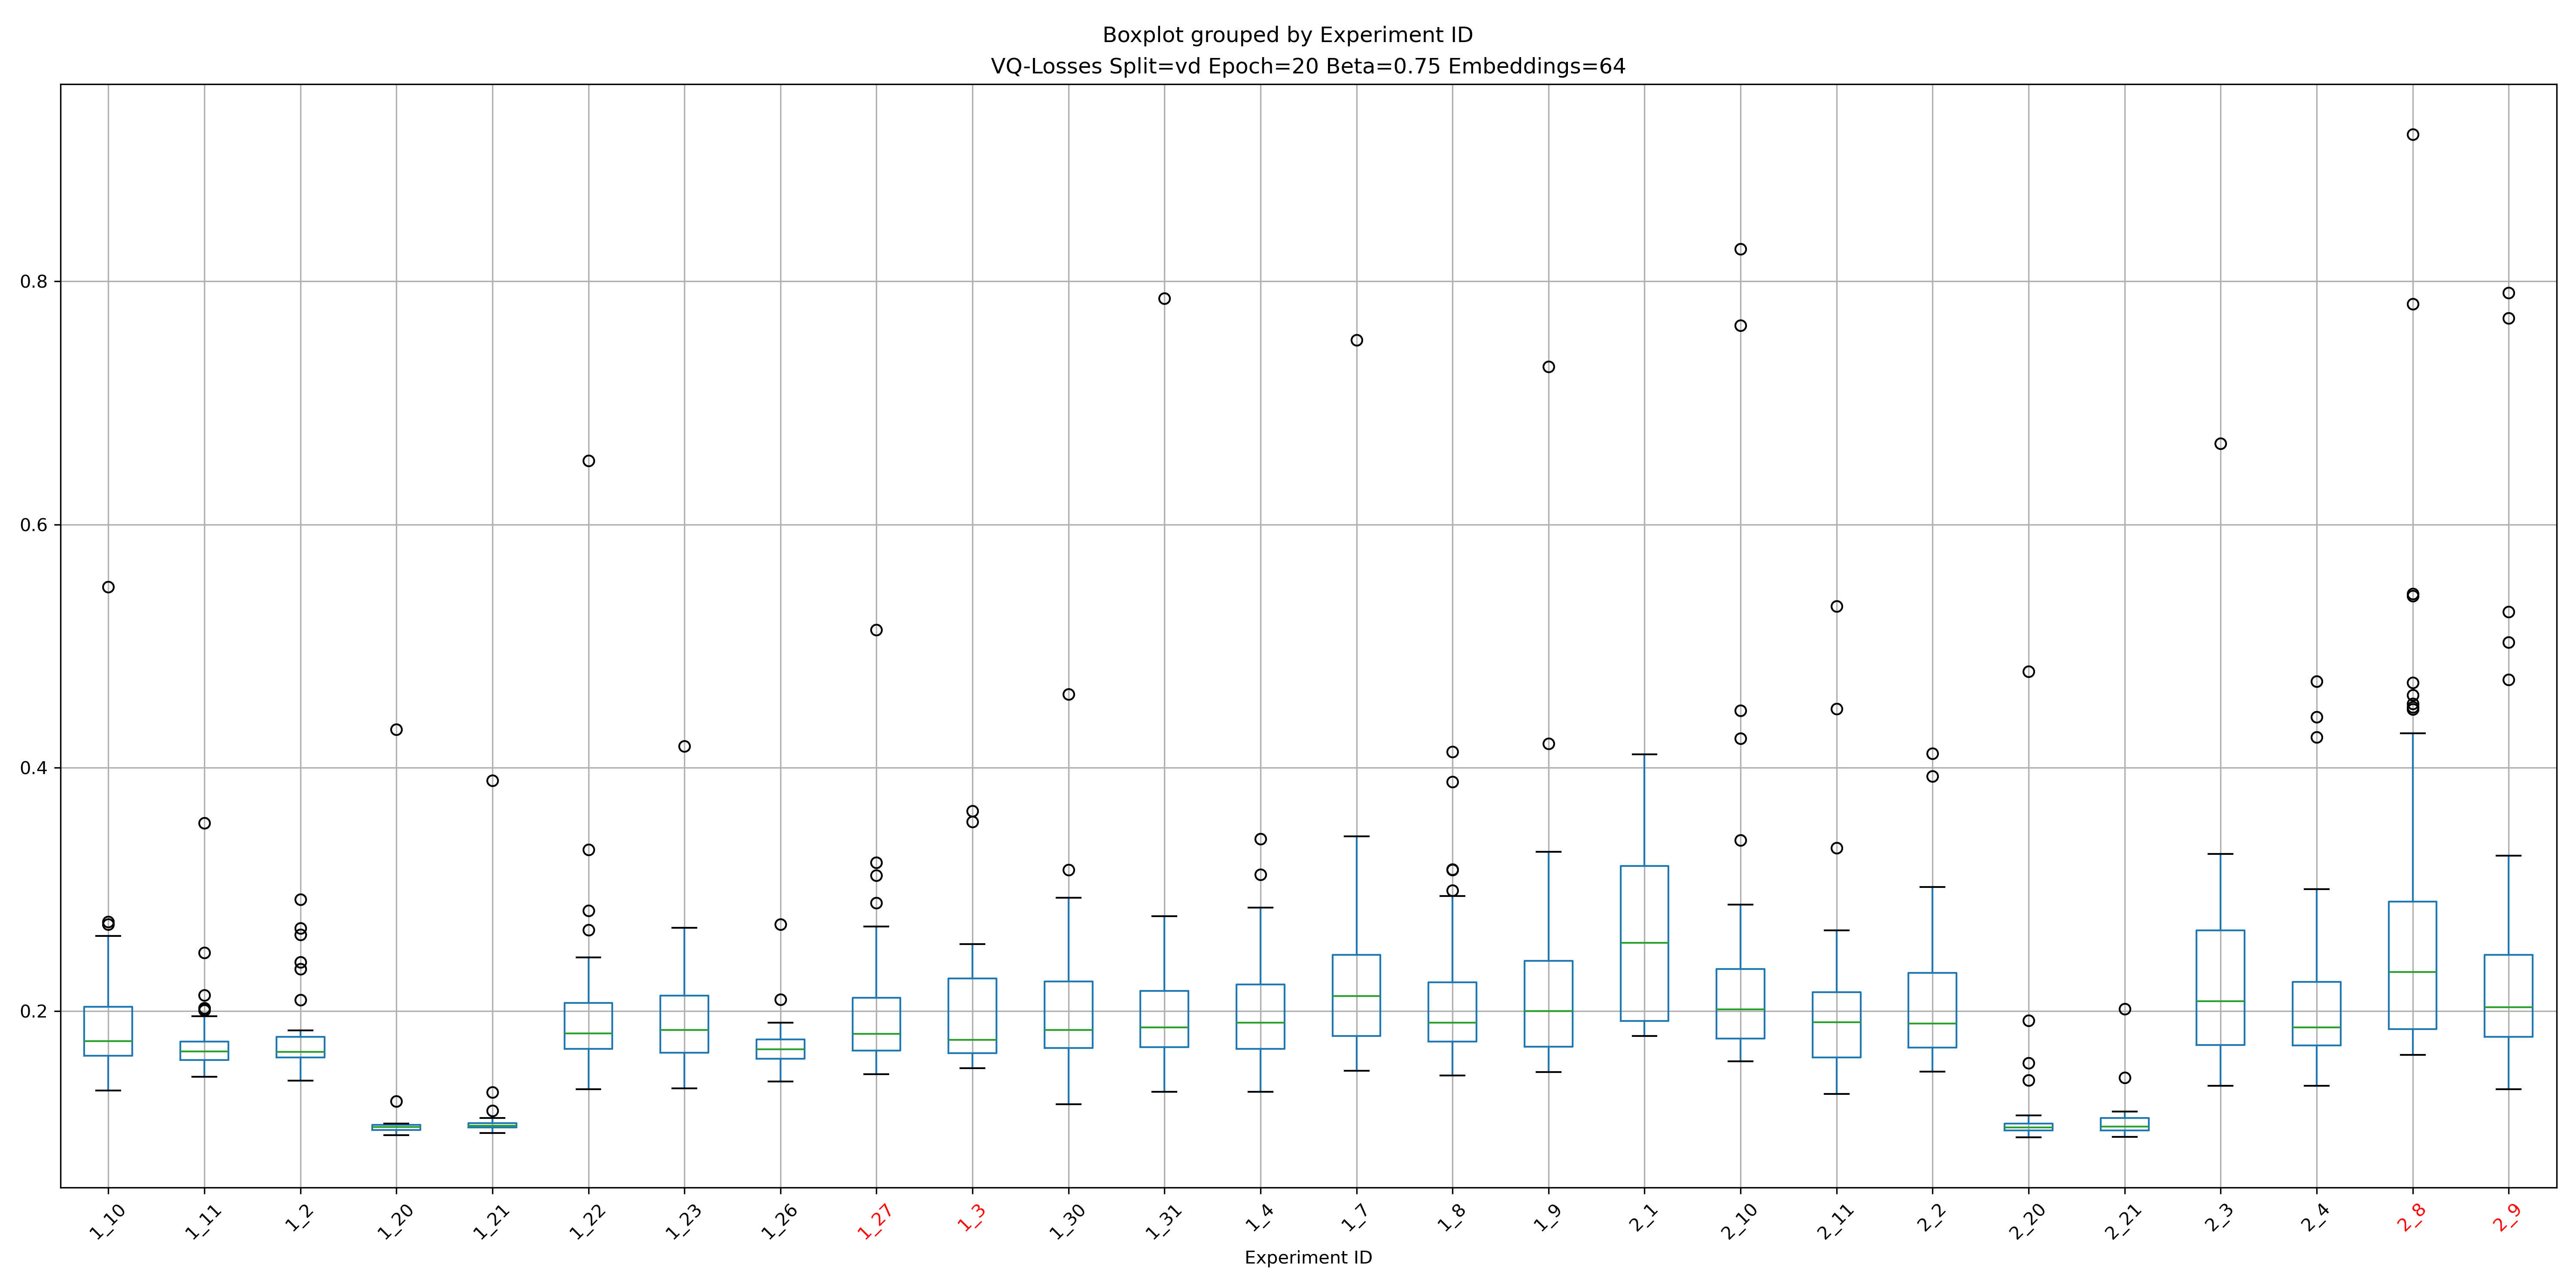 Boxplot grouped by Experiment ID
VQ-Losses Split=vd Epoch=20 Beta=0.75 Embeddings=64
0.8
0.6
0.4
0.2
1_10 1_11 1_2 1_20 1_21 1_22 1_23 1_26 1_27 1_3 1_30 1_31 1_4 1_7 1_8 1_9 2_1 2_10 2_11 2_2 2_20 2_21 2_3 2_4 2_8 2_9
Experiment ID